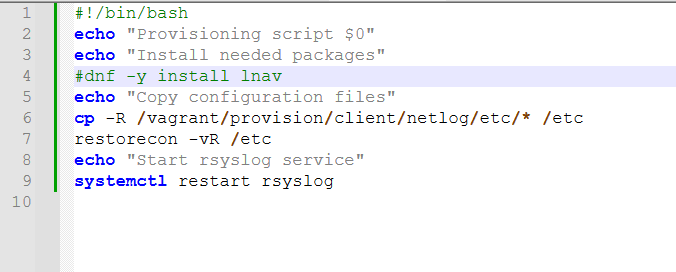 1 #!/bin/bash
2 echo "Provisioning script $0"
3 echo "Install needed packages"
4 #dnf -y install lnav
5 echo "Copy configuration files"
6 cp -R /vagrant/provision/client/netlog/etc/* /etc
7 restorecon -vR /etc
8 echo "Start rsyslog service"
9 systemctl restart rsyslog
10